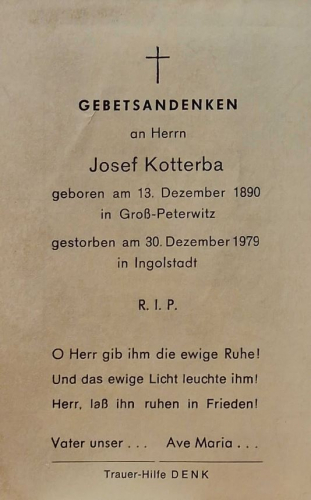 GEBETSANDENKEN
an Herrn
Josef Kotterba
geboren am 13. Dezember 1890
in Groß-Peterwitz
gestorben am 30. Dezember 1979
in Ingolstadt
R. I. P.
O Herr gib ihm die ewige Ruhe!
Und das ewige Licht leuchte ihm!
Herr, laß ihn ruhen in Frieden!
Vater unser . . . Ave Maria . . .
Trauer-Hilfe DENK